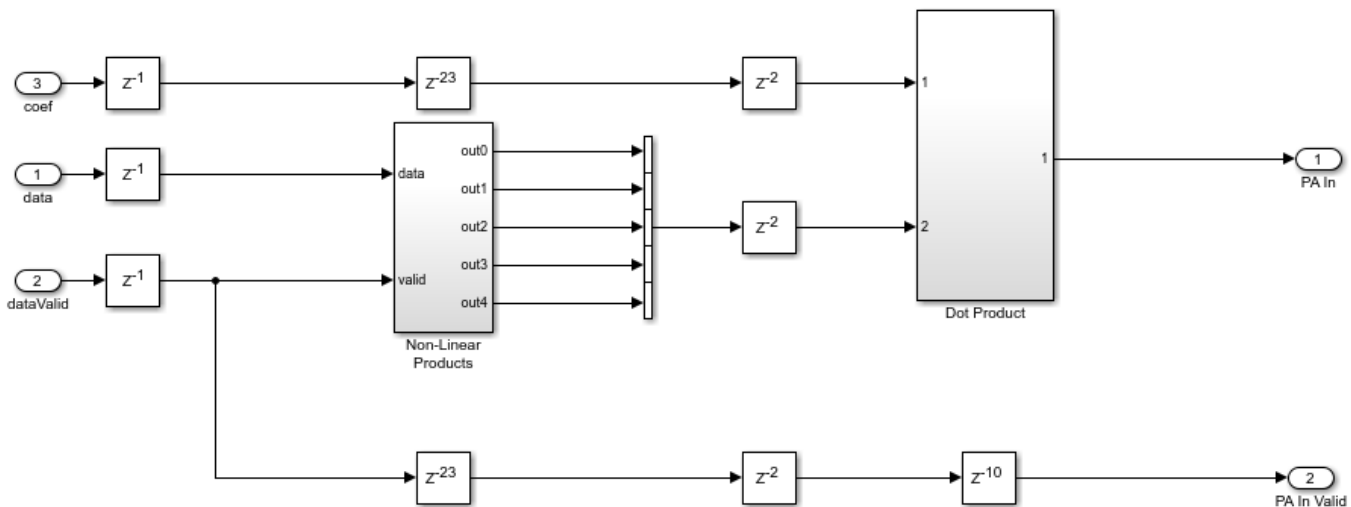 3
coef
z-1
z-23
z-2
1
data
z-1
data
valid
out0
out1
out2
out3
out4
Non-Linear
Products
z-2
1
2
1
Dot Product
1
PA In
2
dataValid
z-1
z-23
z-2
z-10
2
PA In Valid